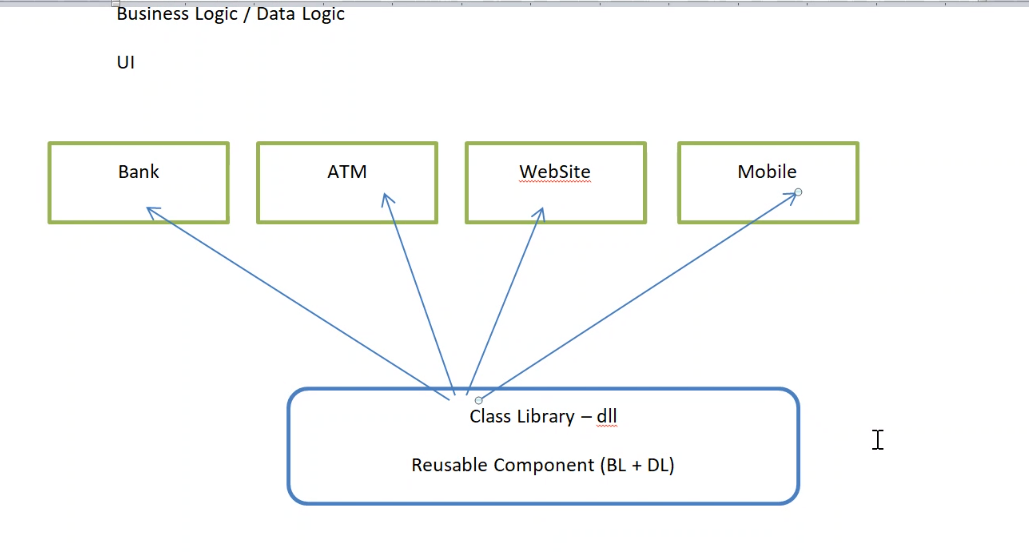 Business Logic / Data Logic
UI
Bank
ATM
WebSite
Mobile
Class Library – dll
Reusable Component (BL + DL)